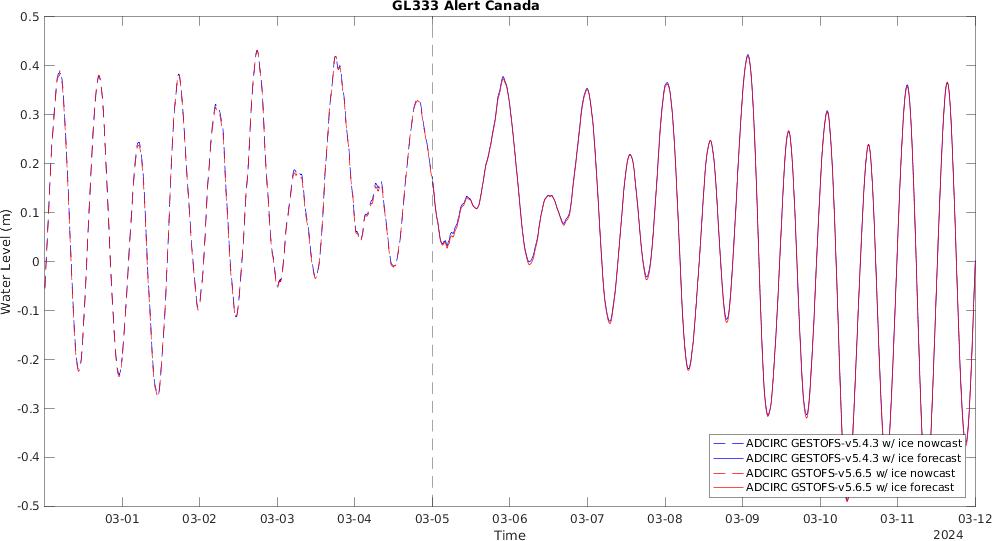 GL333 Alert Canada
0.5
0.4
0.3
0.2
0.1
0
-0.1
-0.2
-0.3
-0.4
-0.5
Water Level (m)
ADCIRC GESTOFS-v5.4.3 w/ ice nowcast
ADCIRC GESTOFS-v5.4.3 w/ ice forecast
ADCIRC GSTOFS-v5.6.5 w/ ice nowcast
ADCIRC GSTOFS-v5.6.5 w/ ice forecast
03-01 03-02 03-03 03-04 03-05 03-06 03-07 03-08 03-09 03-10 03-11 03-12
Time
2024